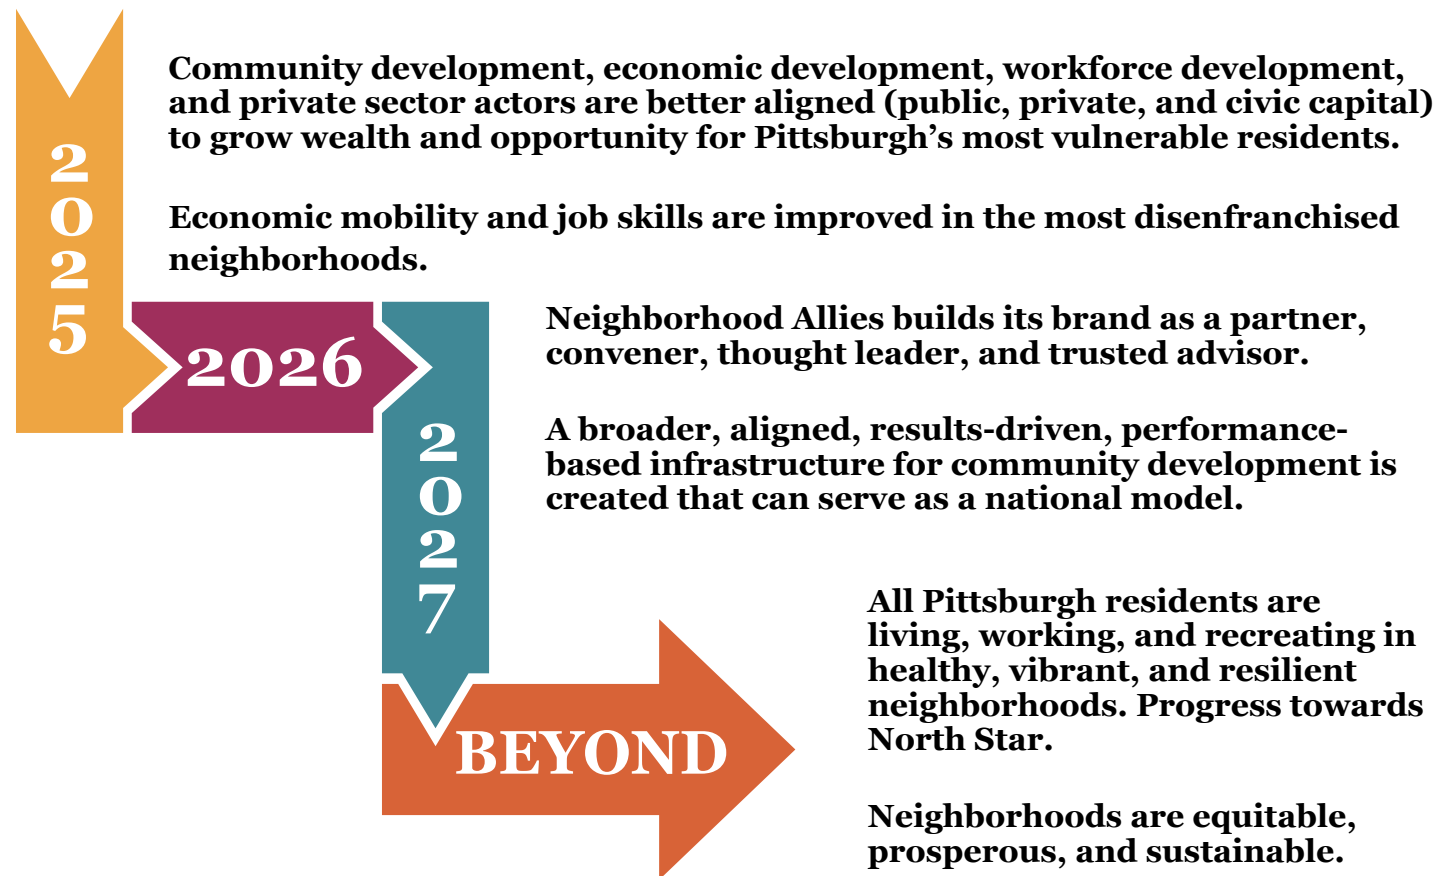 2025
Community development, economic development, workforce development,
and private sector actors are better aligned (public, private, and civic capital)
to grow wealth and opportunity for Pittsburgh’s most vulnerable residents.
Economic mobility and job skills are improved in the most disenfranchised
neighborhoods.
2026
2027
Neighborhood Allies builds its brand as a partner,
convener, thought leader, and trusted advisor.
A broader, aligned, results-driven, performance-
based infrastructure for community development is
created that can serve as a national model.
BEYOND
All Pittsburgh residents are
living, working, and recreating in
healthy, vibrant, and resilient
neighborhoods. Progress towards
North Star.
Neighborhoods are equitable,
prosperous, and sustainable.